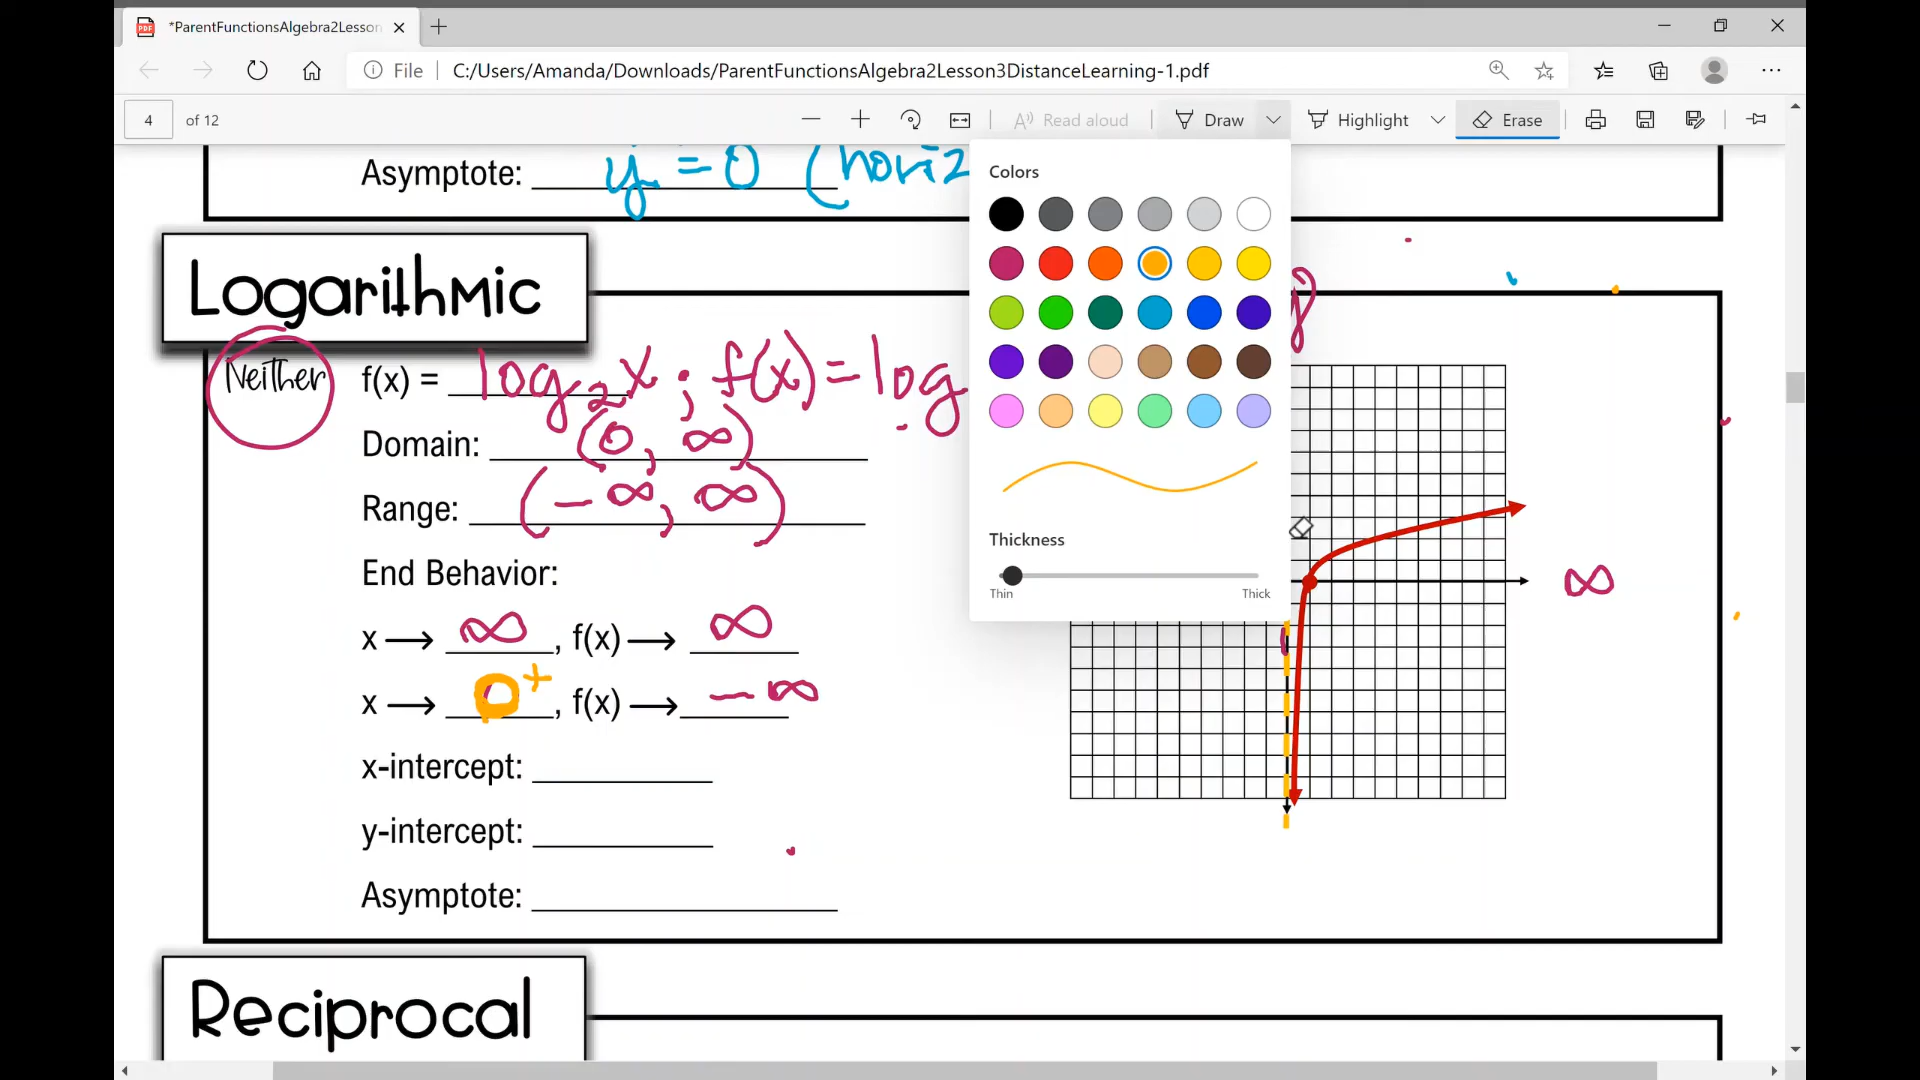 *ParentFunctionsAlgebra2Lesson
File C:/Users/Amanda/Downloads/ParentFunctionsAlgebra2Lesson3DistanceLearning-1.pdf
4 of 12 Read aloud Draw Highlight Erase
Asymptote: y = 0 (horiz
Colors
Logarithmic
Neither f(x) = log₂x ; f(x) = log
Domain: (0, ∞)
Range: (-∞, ∞)
Thickness
Thin Thick
End Behavior:
∞
x → ∞, f(x) → ∞
x → 0⁺, f(x) → -∞
x-intercept:
y-intercept:
Asymptote:
Reciprocal